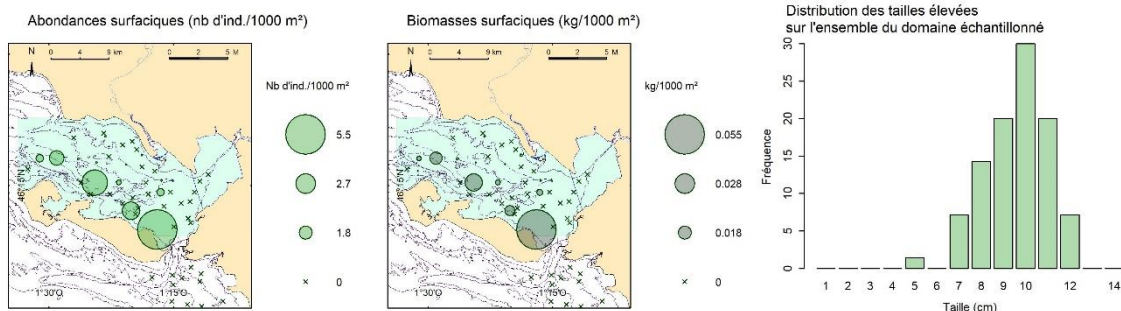 Abondances surfaciques (nb d'ind./1000 m²)
0 4 9 km
0 2 5 M
N
Nb d'ind./1000 m²
5.5
2.7
1.8
0
46°15'N
1°30'O
1°15'O
Biomasses surfaciques (kg/1000 m²)
0 4 9 km
0 2 5 M
N
kg/1000 m²
0.055
0.028
0.018
0
46°15'N
1°30'O
1°15'O
Distribution des tailles élevées
sur l'ensemble du domaine échantillonné
Fréquence
30
25
20
15
10
5
0
1 2 3 4 5 6 7 8 9 10 12 14
Taille (cm)